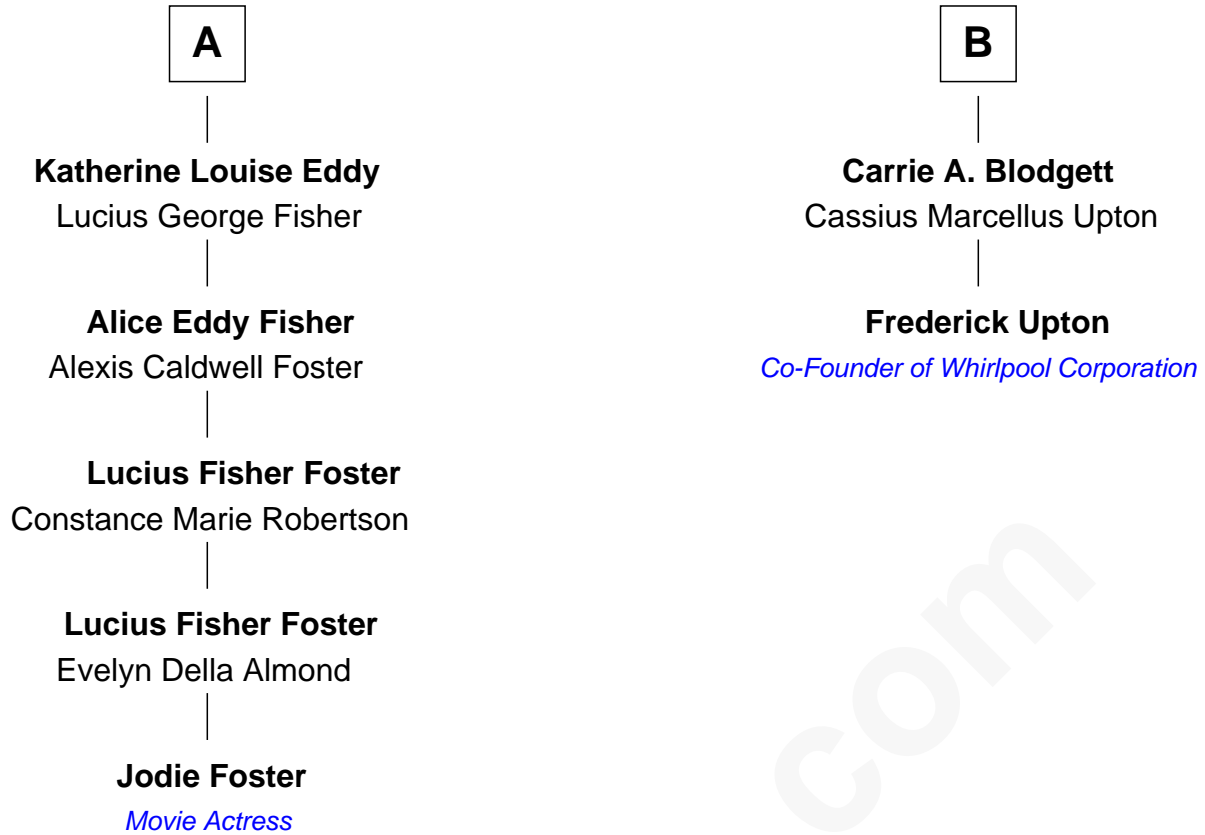 A
Katherine Louise Eddy
Lucius George Fisher
Alice Eddy Fisher
Alexis Caldwell Foster
Lucius Fisher Foster
Constance Marie Robertson
Lucius Fisher Foster
Evelyn Della Almond
Jodie Foster
Movie Actress
B
Carrie A. Blodgett
Cassius Marcellus Upton
Frederick Upton
Co-Founder of Whirlpool Corporation
com